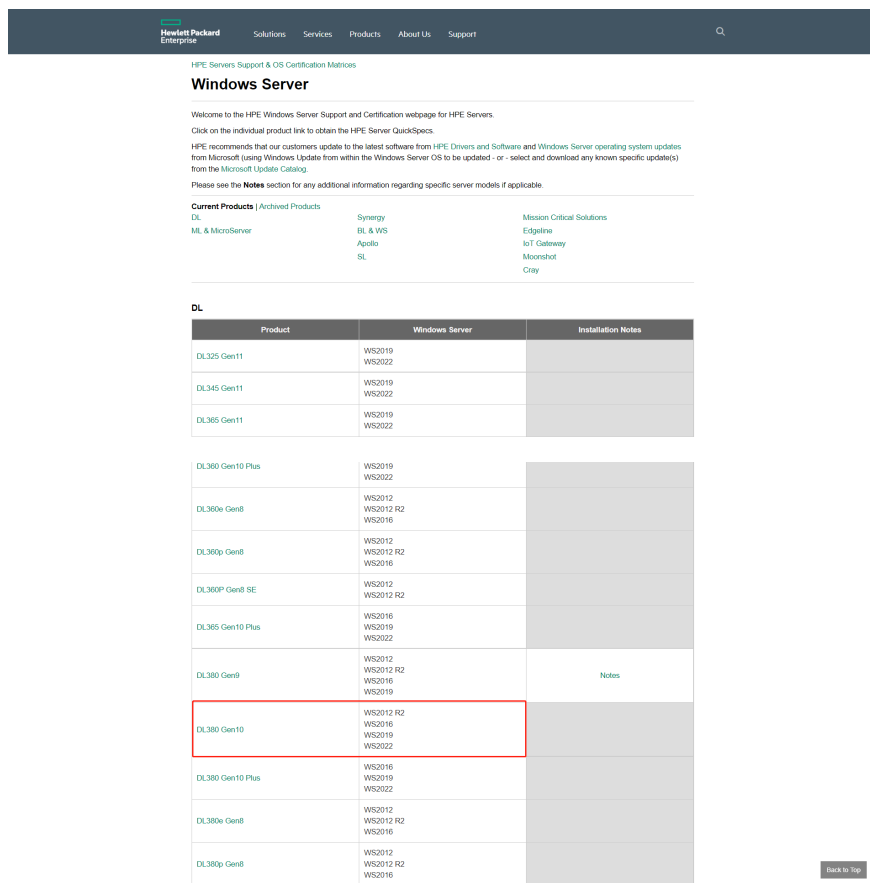 Hewlett Packard
Enterprise
Solutions Services Products About Us Support
HPE Servers Support & OS Certification Matrices
Windows Server
Welcome to the HPE Windows Server Support and Certification webpage for HPE Servers.
Click on the individual product link to obtain the HPE Server QuickSpecs.
HPE recommends that our customers update to the latest software from HPE Drivers and Software and Windows Server operating system updates
from Microsoft (using Windows Update from within the Windows Server OS to be updated - or - select and download any known specific update(s)
from the Microsoft Update Catalog.
Please see the Notes section for any additional information regarding specific server models if applicable.
Current Products | Archived Products
DL Synergy Mission Critical Solutions
ML & MicroServer BL & WS Edgeline
Apollo IoT Gateway
SL Moonshot
Cray
DL
Product Windows Server Installation Notes
DL325 Gen11
WS2019
WS2022
DL345 Gen11
WS2019
WS2022
DL365 Gen11
WS2019
WS2022
DL360 Gen10 Plus
WS2019
WS2022
DL360e Gen8
WS2012
WS2012 R2
WS2016
DL360p Gen8
WS2012
WS2012 R2
WS2016
DL360P Gen8 SE
WS2012
WS2012 R2
DL365 Gen10 Plus
WS2016
WS2019
WS2022
DL380 Gen9
WS2012
WS2012 R2
WS2016
WS2019
Notes
DL380 Gen10
WS2012 R2
WS2016
WS2019
WS2022
DL380 Gen10 Plus
WS2016
WS2019
WS2022
DL380e Gen8
WS2012
WS2012 R2
WS2016
DL380p Gen8
WS2012
WS2012 R2
WS2016
Back to Top